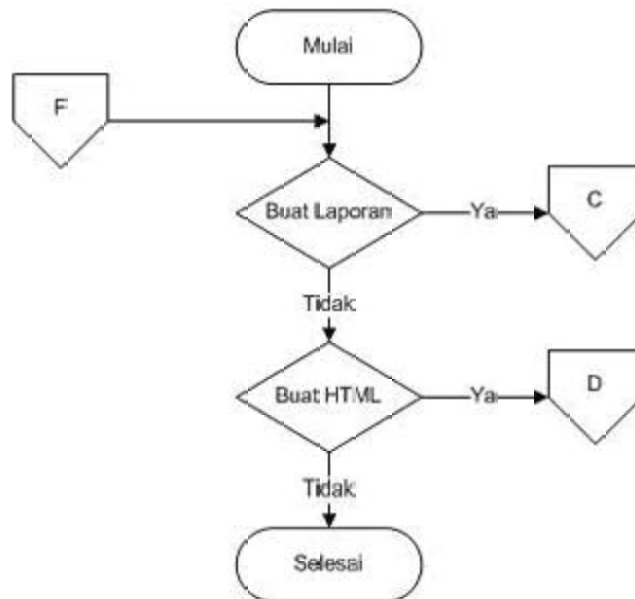 Mulai
F
Buat Laporan
Ya
C
Tidak
Buat HTML
Ya
D
Tidak
Selesai